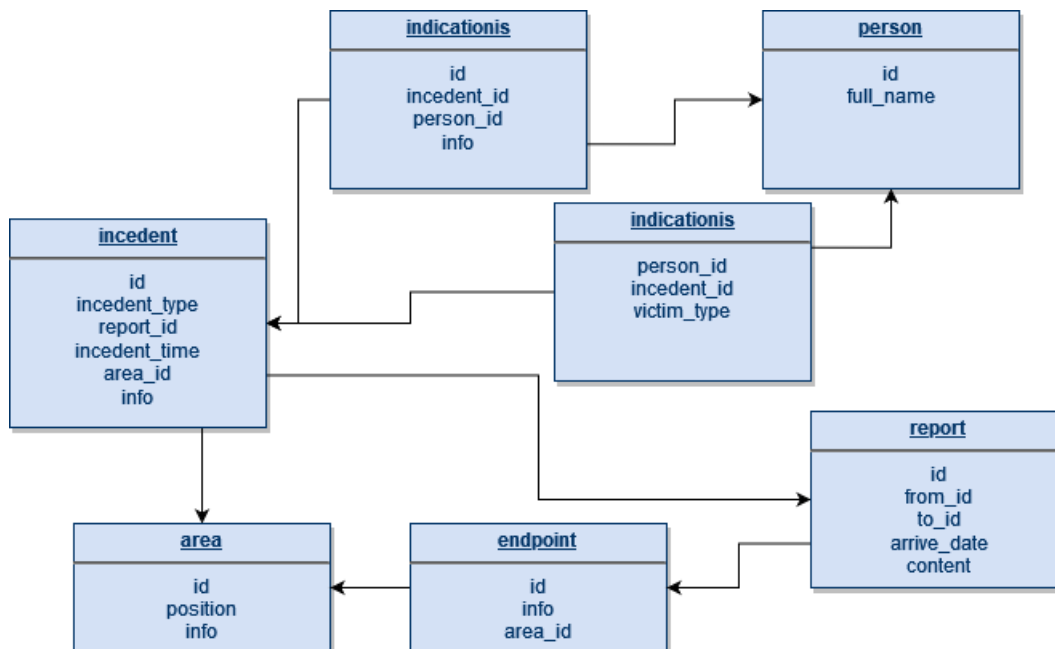 indicationis
id
incedent_id
person_id
info
person
id
full_name
incedent
id
incedent_type
report_id
incedent_time
area_id
info
indicationis
person_id
incedent_id
victim_type
report
id
from_id
to_id
arrive_date
content
area
id
position
info
endpoint
id
info
area_id